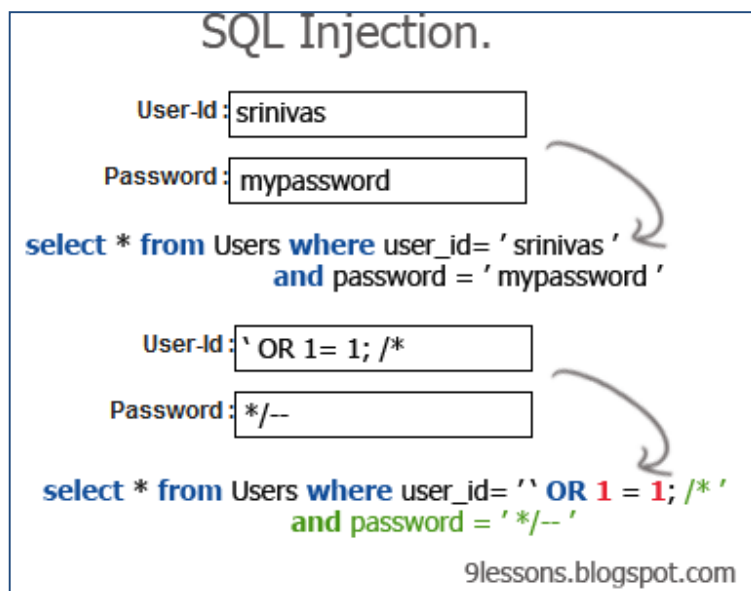 SQL Injection.
User-Id : srinivas
Password : mypassword
select * from Users where user_id= ' srinivas '
and password = ' mypassword '
User-Id : ` OR 1= 1; /*
Password : */--
select * from Users where user_id= ' ` OR 1 = 1; /* '
and password = ' */-- '
9lessons.blogspot.com